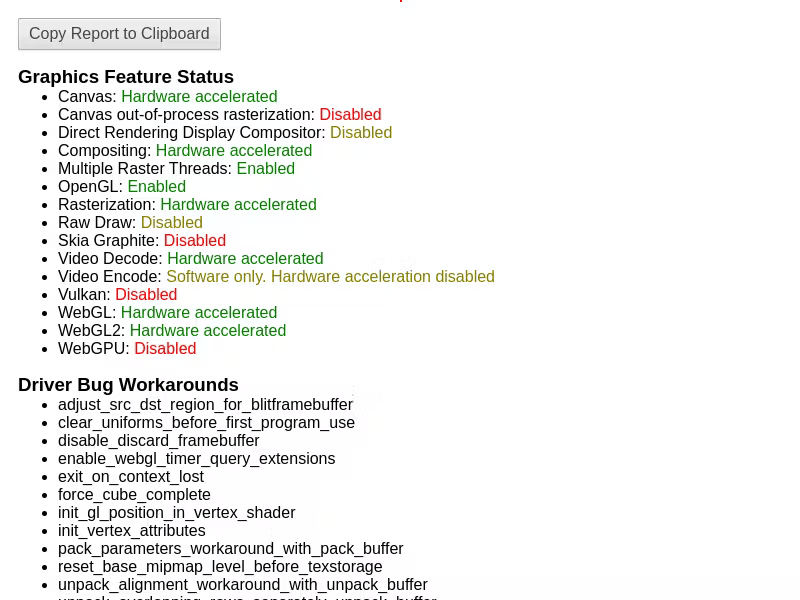 Copy Report to Clipboard
Graphics Feature Status
Canvas: Hardware accelerated
Canvas out-of-process rasterization: Disabled
Direct Rendering Display Compositor: Disabled
Compositing: Hardware accelerated
Multiple Raster Threads: Enabled
OpenGL: Enabled
Rasterization: Hardware accelerated
Raw Draw: Disabled
Skia Graphite: Disabled
Video Decode: Hardware accelerated
Video Encode: Software only. Hardware acceleration disabled
Vulkan: Disabled
WebGL: Hardware accelerated
WebGL2: Hardware accelerated
WebGPU: Disabled
Driver Bug Workarounds
adjust_src_dst_region_for_blitframebuffer
clear_uniforms_before_first_program_use
disable_discard_framebuffer
enable_webgl_timer_query_extensions
exit_on_context_lost
force_cube_complete
init_gl_position_in_vertex_shader
init_vertex_attributes
pack_parameters_workaround_with_pack_buffer
reset_base_mipmap_level_before_texstorage
unpack_alignment_workaround_with_unpack_buffer